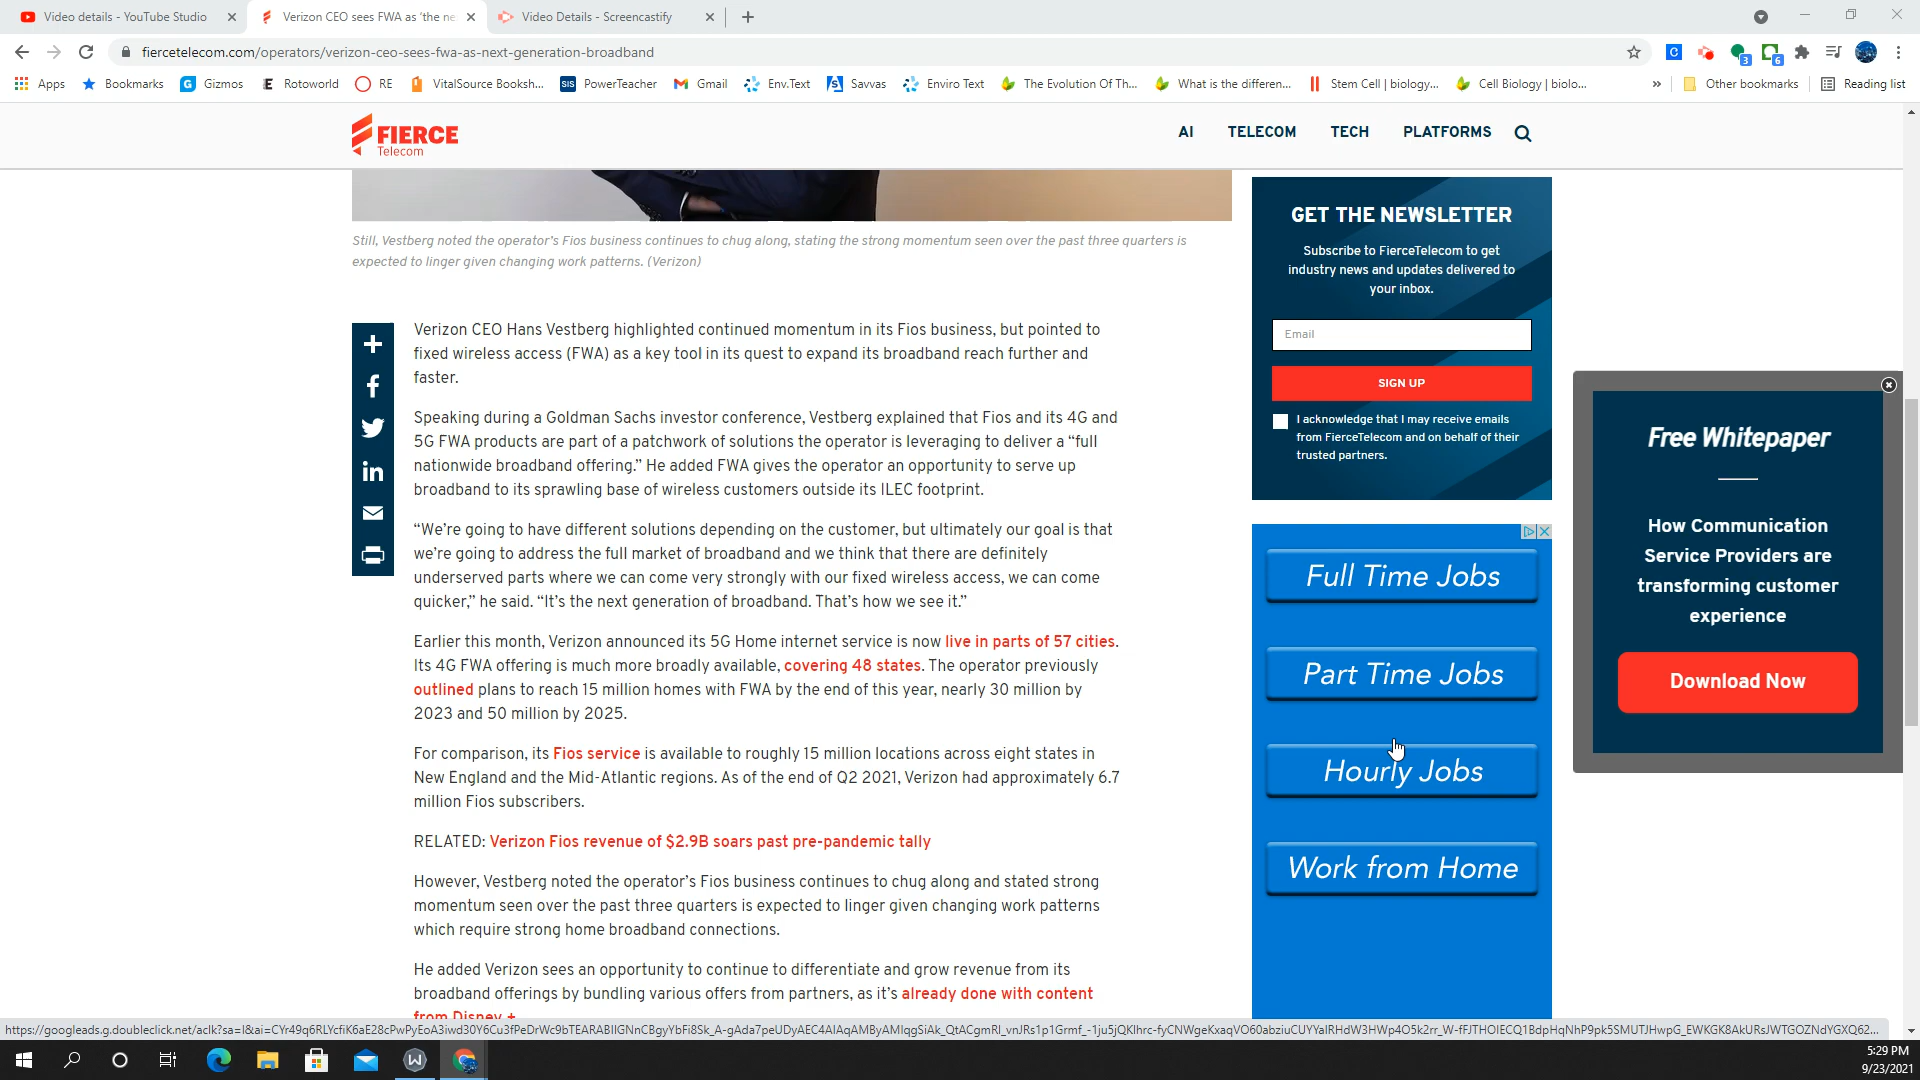 Video details - YouTube Studio
Verizon CEO sees FWA as 'the ne
Video Details - Screencastify
fiercetelecom.com/operators/verizon-ceo-sees-fwa-as-next-generation-broadband
3
6
Apps
Bookmarks
Gizmos
Rotoworld
RE
VitalSource Booksh...
SIS
PowerTeacher
Gmail
Env.Text
Savvas
Enviro Text
The Evolution Of Th...
What is the differen...
Stem Cell | biology...
Cell Biology | biolo...
»
Other bookmarks
Reading list
FIERCE
Telecom
AI
TELECOM
TECH
PLATFORMS
Still, Vestberg noted the operator's Fios business continues to chug along, stating the strong momentum seen over the past three quarters is
expected to linger given changing work patterns. (Verizon)
Verizon CEO Hans Vestberg highlighted continued momentum in its Fios business, but pointed to
fixed wireless access (FWA) as a key tool in its quest to expand its broadband reach further and
faster.
Speaking during a Goldman Sachs investor conference, Vestberg explained that Fios and its 4G and
5G FWA products are part of a patchwork of solutions the operator is leveraging to deliver a “full
nationwide broadband offering.” He added FWA gives the operator an opportunity to serve up
broadband to its sprawling base of wireless customers outside its ILEC footprint.
“We’re going to have different solutions depending on the customer, but ultimately our goal is that
we’re going to address the full market of broadband and we think that there are definitely
underserved parts where we can come very strongly with our fixed wireless access, we can come
quicker,” he said. “It’s the next generation of broadband. That’s how we see it.”
Earlier this month, Verizon announced its 5G Home internet service is now live in parts of 57 cities.
Its 4G FWA offering is much more broadly available, covering 48 states. The operator previously
outlined plans to reach 15 million homes with FWA by the end of this year, nearly 30 million by
2023 and 50 million by 2025.
For comparison, its Fios service is available to roughly 15 million locations across eight states in
New England and the Mid-Atlantic regions. As of the end of Q2 2021, Verizon had approximately 6.7
million Fios subscribers.
RELATED: Verizon Fios revenue of $2.9B soars past pre-pandemic tally
However, Vestberg noted the operator’s Fios business continues to chug along and stated strong
momentum seen over the past three quarters is expected to linger given changing work patterns
which require strong home broadband connections.
He added Verizon sees an opportunity to continue to differentiate and grow revenue from its
broadband offerings by bundling various offers from partners, as it’s already done with content
from Disney +
GET THE NEWSLETTER
Subscribe to FierceTelecom to get
industry news and updates delivered to
your inbox.
Email
SIGN UP
I acknowledge that I may receive emails
from FierceTelecom and on behalf of their
trusted partners.
Full Time Jobs
Part Time Jobs
Hourly Jobs
Work from Home
Free Whitepaper
How Communication
Service Providers are
transforming customer
experience
Download Now
5:29 PM
9/23/2021